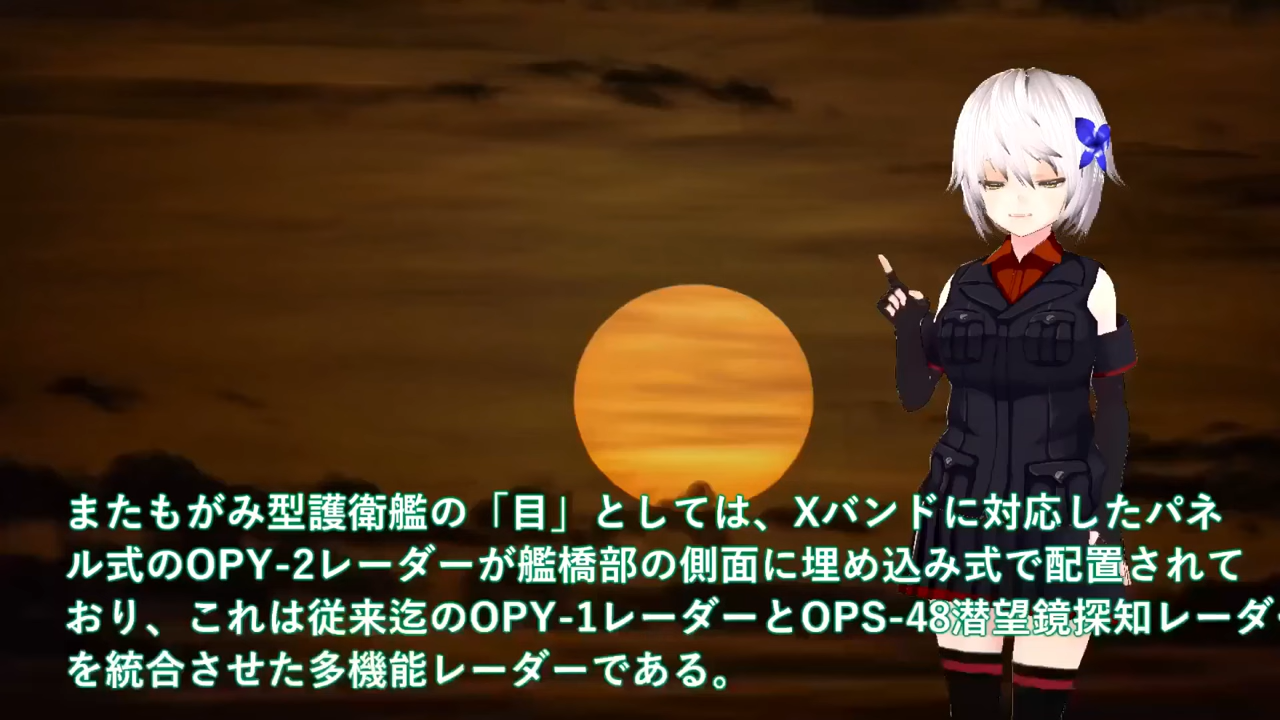 またもがみ型護衛艦の「目」としては、Xバンドに対応したパネ
ル式のOPY-2レーダーが艦橋部の側面に埋め込み式で配置されて
おり、これは従来迄のOPY-1レーダーとOPS-48潜望鏡探知レーダー
を統合させた多機能レーダーである。